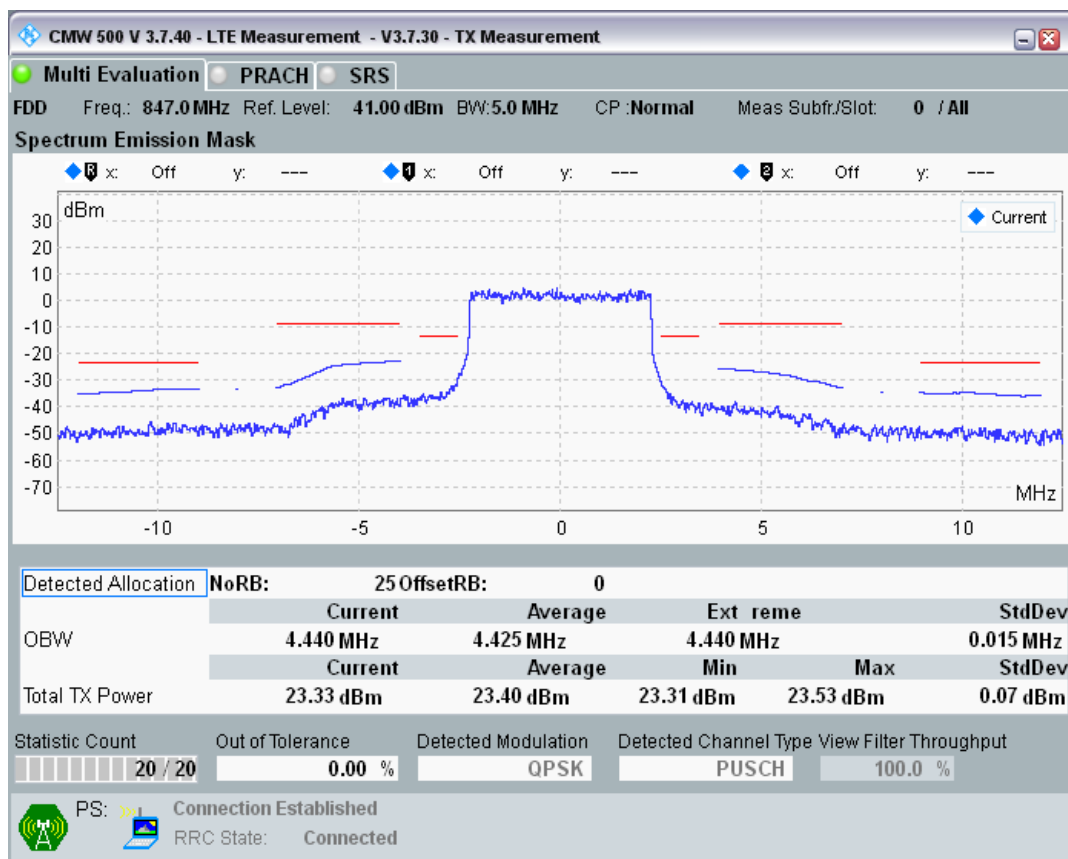 CMW 500 V 3.7.40 - LTE Measurement - V3.7.30 - TX Measurement
Multi Evaluation PRACH SRS
FDD Freq.: 847.0 MHz Ref. Level: 41.00 dBm BW:5.0 MHz CP :Normal Meas Subfr./Slot: 0 / All
Spectrum Emission Mask
R x: Off y: --- 1 x: Off y: --- 2 x: Off y: ---
dBm
Current
30
20
10
0
-10
-20
-30
-40
-50
-60
-70
MHz
-10 -5 0 5 10
Detected Allocation NoRB: 25 OffsetRB: 0
Current Average Ext reme StdDev
OBW 4.440 MHz 4.425 MHz 4.440 MHz 0.015 MHz
Current Average Min Max StdDev
Total TX Power 23.33 dBm 23.40 dBm 23.31 dBm 23.53 dBm 0.07 dBm
Statistic Count Out of Tolerance Detected Modulation Detected Channel Type View Filter Throughput
20 / 20 0.00 % QPSK PUSCH 100.0 %
PS: Connection Established
RRC State: Connected